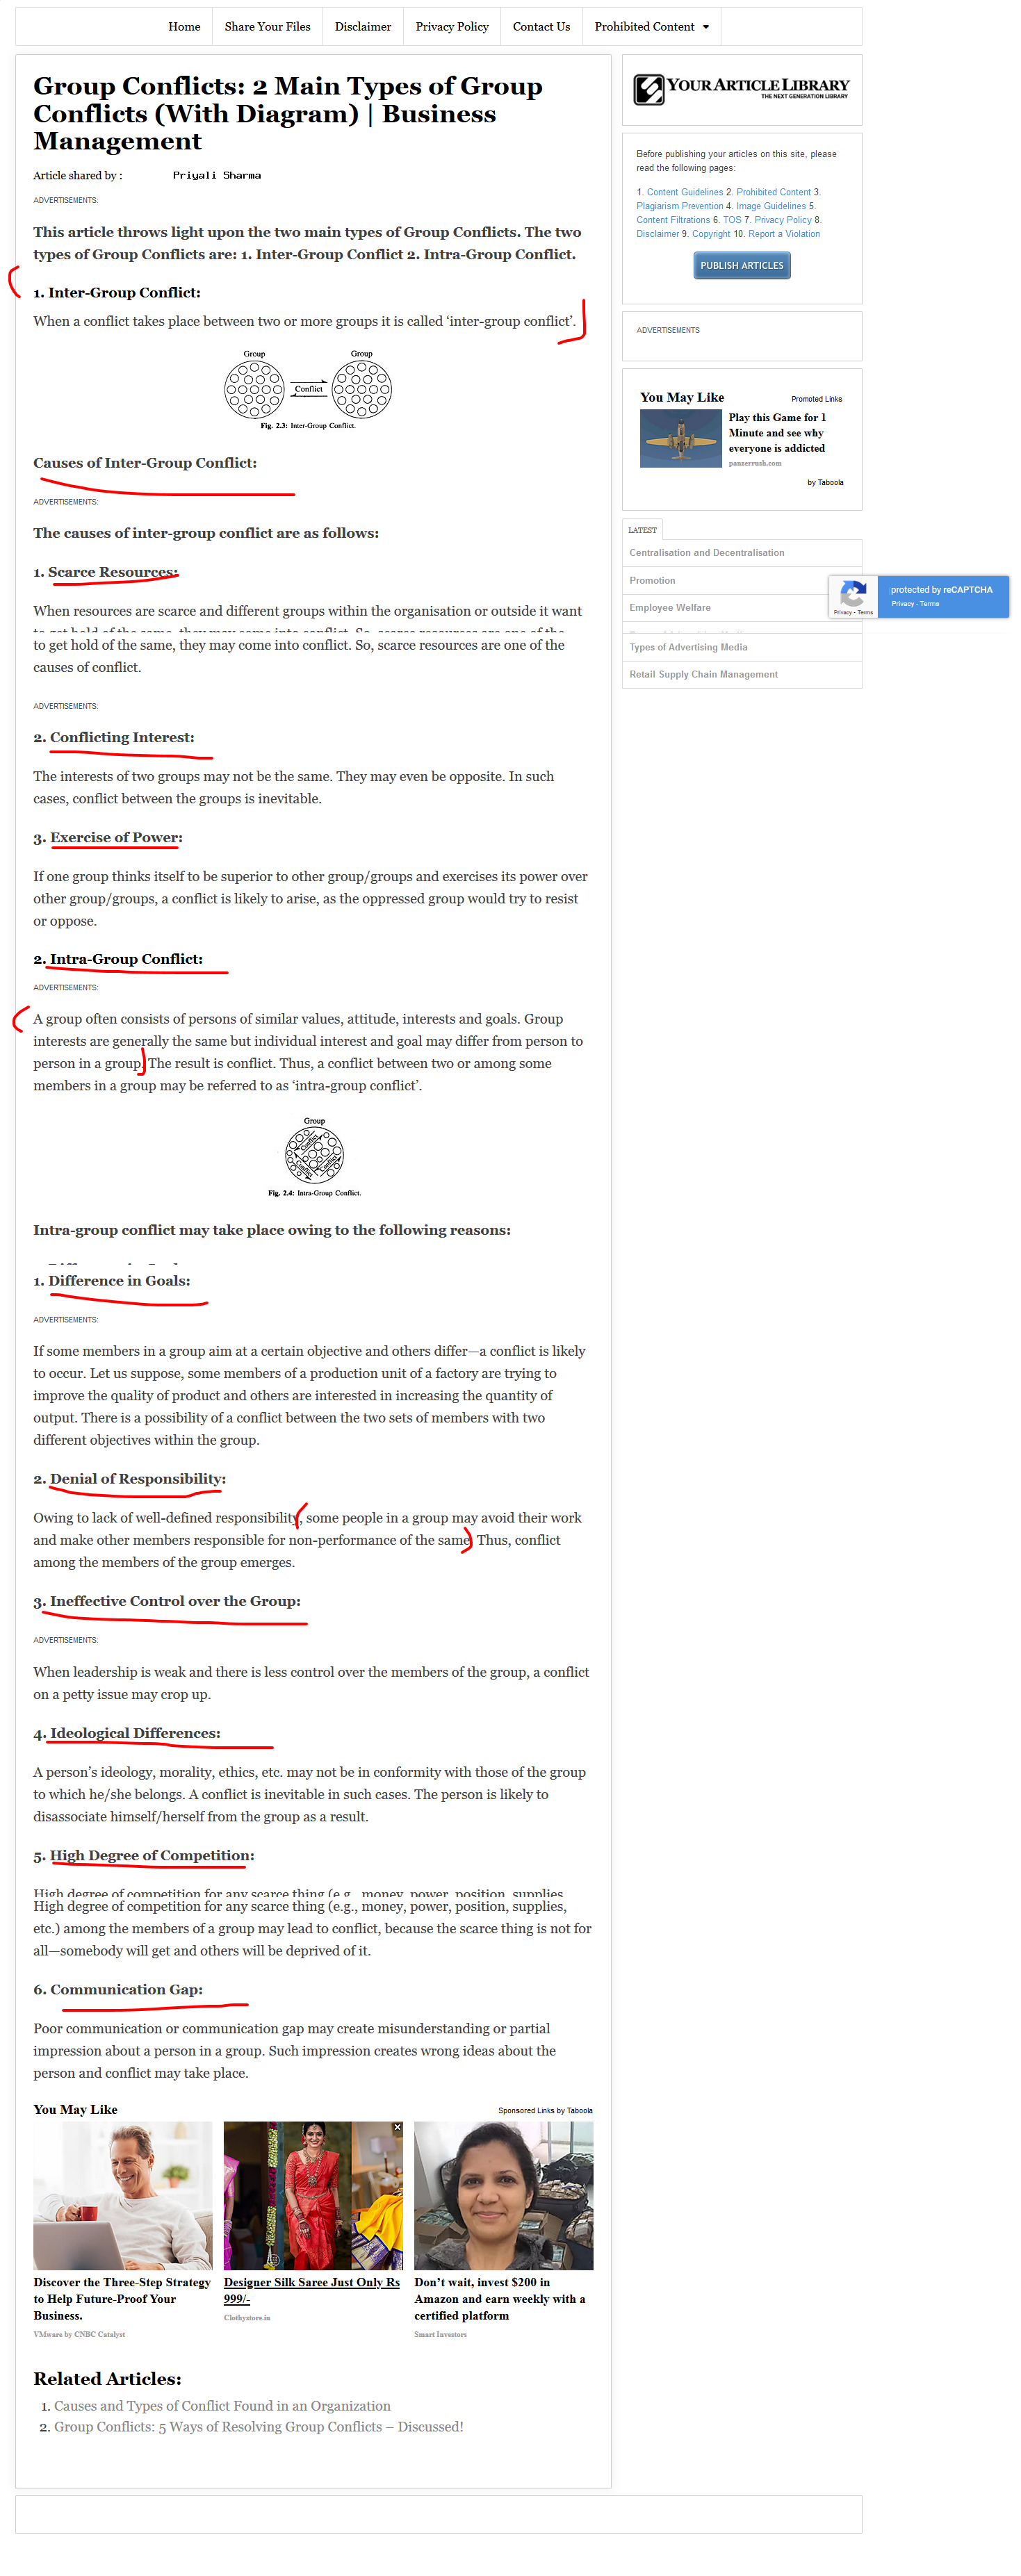 Home
Share Your Files
Disclaimer
Privacy Policy
Contact Us
Prohibited Content
Group Conflicts: 2 Main Types of Group
Conflicts (With Diagram) | Business
Management
Article shared by : Priyali Sharma
ADVERTISEMENTS:
This article throws light upon the two main types of Group Conflicts. The two
types of Group Conflicts are: 1. Inter-Group Conflict 2. Intra-Group Conflict.
1. Inter-Group Conflict:
When a conflict takes place between two or more groups it is called ‘inter-group conflict’.
Group Group
Conflict
Fig. 2.3: Inter-Group Conflict.
Causes of Inter-Group Conflict:
ADVERTISEMENTS:
The causes of inter-group conflict are as follows:
1. Scarce Resources:
When resources are scarce and different groups within the organisation or outside it want
to get hold of the same, they may come into conflict. So, scarce resources are one of the
to get hold of the same, they may come into conflict. So, scarce resources are one of the
causes of conflict.
ADVERTISEMENTS:
2. Conflicting Interest:
The interests of two groups may not be the same. They may even be opposite. In such
cases, conflict between the groups is inevitable.
3. Exercise of Power:
If one group thinks itself to be superior to other group/groups and exercises its power over
other group/groups, a conflict is likely to arise, as the oppressed group would try to resist
or oppose.
2. Intra-Group Conflict:
ADVERTISEMENTS:
A group often consists of persons of similar values, attitude, interests and goals. Group
interests are generally the same but individual interest and goal may differ from person to
person in a group. The result is conflict. Thus, a conflict between two or among some
members in a group may be referred to as ‘intra-group conflict’.
Group
Conflict
Conflict
Conflict
Fig. 2.4: Intra-Group Conflict.
Intra-group conflict may take place owing to the following reasons:
1. Difference in Goals:
ADVERTISEMENTS:
If some members in a group aim at a certain objective and others differ—a conflict is likely
to occur. Let us suppose, some members of a production unit of a factory are trying to
improve the quality of product and others are interested in increasing the quantity of
output. There is a possibility of a conflict between the two sets of members with two
different objectives within the group.
2. Denial of Responsibility:
Owing to lack of well-defined responsibility, some people in a group may avoid their work
and make other members responsible for non-performance of the same. Thus, conflict
among the members of the group emerges.
3. Ineffective Control over the Group:
ADVERTISEMENTS:
When leadership is weak and there is less control over the members of the group, a conflict
on a petty issue may crop up.
4. Ideological Differences:
A person’s ideology, morality, ethics, etc. may not be in conformity with those of the group
to which he/she belongs. A conflict is inevitable in such cases. The person is likely to
disassociate himself/herself from the group as a result.
5. High Degree of Competition:
High degree of competition for any scarce thing (e.g., money, power, position, supplies,
High degree of competition for any scarce thing (e.g., money, power, position, supplies,
etc.) among the members of a group may lead to conflict, because the scarce thing is not for
all—somebody will get and others will be deprived of it.
6. Communication Gap:
Poor communication or communication gap may create misunderstanding or partial
impression about a person in a group. Such impression creates wrong ideas about the
person and conflict may take place.
You May Like
Sponsored Links by Taboola
Discover the Three-Step Strategy
to Help Future-Proof Your
Business.
VMware by CNBC Catalyst
Designer Silk Saree Just Only Rs
999/-
Clothystore.in
Don’t wait, invest $200 in
Amazon and earn weekly with a
certified platform
Smart Investors
Related Articles:
1. Causes and Types of Conflict Found in an Organization
2. Group Conflicts: 5 Ways of Resolving Group Conflicts – Discussed!
YOUR ARTICLE LIBRARY
THE NEXT GENERATION LIBRARY
Before publishing your articles on this site, please
read the following pages:
1. Content Guidelines 2. Prohibited Content 3.
Plagiarism Prevention 4. Image Guidelines 5.
Content Filtrations 6. TOS 7. Privacy Policy 8.
Disclaimer 9. Copyright 10. Report a Violation
PUBLISH ARTICLES
ADVERTISEMENTS
You May Like
Promoted Links
Play this Game for 1
Minute and see why
everyone is addicted
panzerrush.com
by Taboola
LATEST
Centralisation and Decentralisation
Promotion
Employee Welfare
Types of Advertising Media
Retail Supply Chain Management
Privacy - Terms
protected by reCAPTCHA
Privacy - Terms